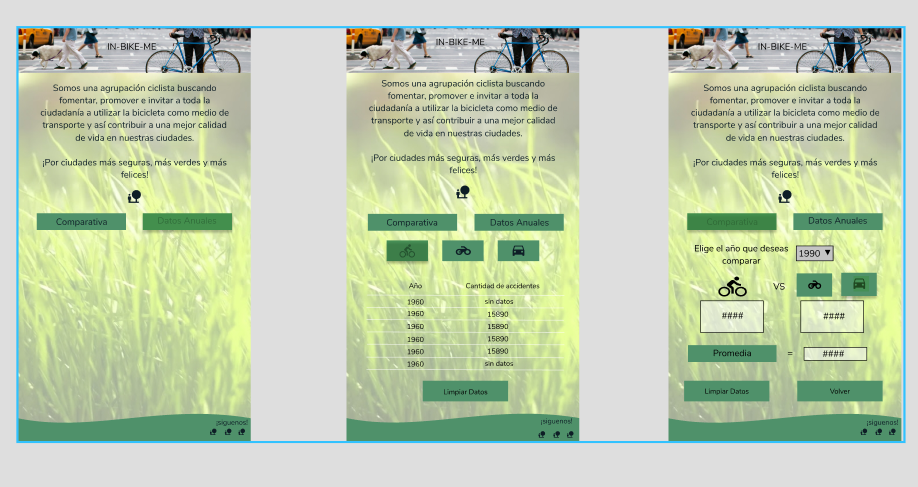 IN-BIKE-ME
Somos una agrupación ciclista buscando
fomentar, promover e invitar a toda la
ciudadanía a utilizar la bicicleta como medio de
transporte y así contribuir a una mejor calidad
de vida en nuestras ciudades.
¡Por ciudades más seguras, más verdes y más
felices!
Comparativa
Datos Anuales
¡siguenos!
IN-BIKE-ME
Somos una agrupación ciclista buscando
fomentar, promover e invitar a toda la
ciudadanía a utilizar la bicicleta como medio de
transporte y así contribuir a una mejor calidad
de vida en nuestras ciudades.
¡Por ciudades más seguras, más verdes y más
felices!
Comparativa
Datos Anuales
Año Cantidad de accidentes
1960 sin datos
1960 15890
1960 15890
1960 15890
1960 15890
1960 sin datos
Limpiar Datos
¡siguenos!
IN-BIKE-ME
Somos una agrupación ciclista buscando
fomentar, promover e invitar a toda la
ciudadanía a utilizar la bicicleta como medio de
transporte y así contribuir a una mejor calidad
de vida en nuestras ciudades.
¡Por ciudades más seguras, más verdes y más
felices!
Comparativa
Datos Anuales
Elige el año que deseas
comparar
1990
VS
####
####
Promedia = ####
Limpiar Datos
Volver
¡siguenos!